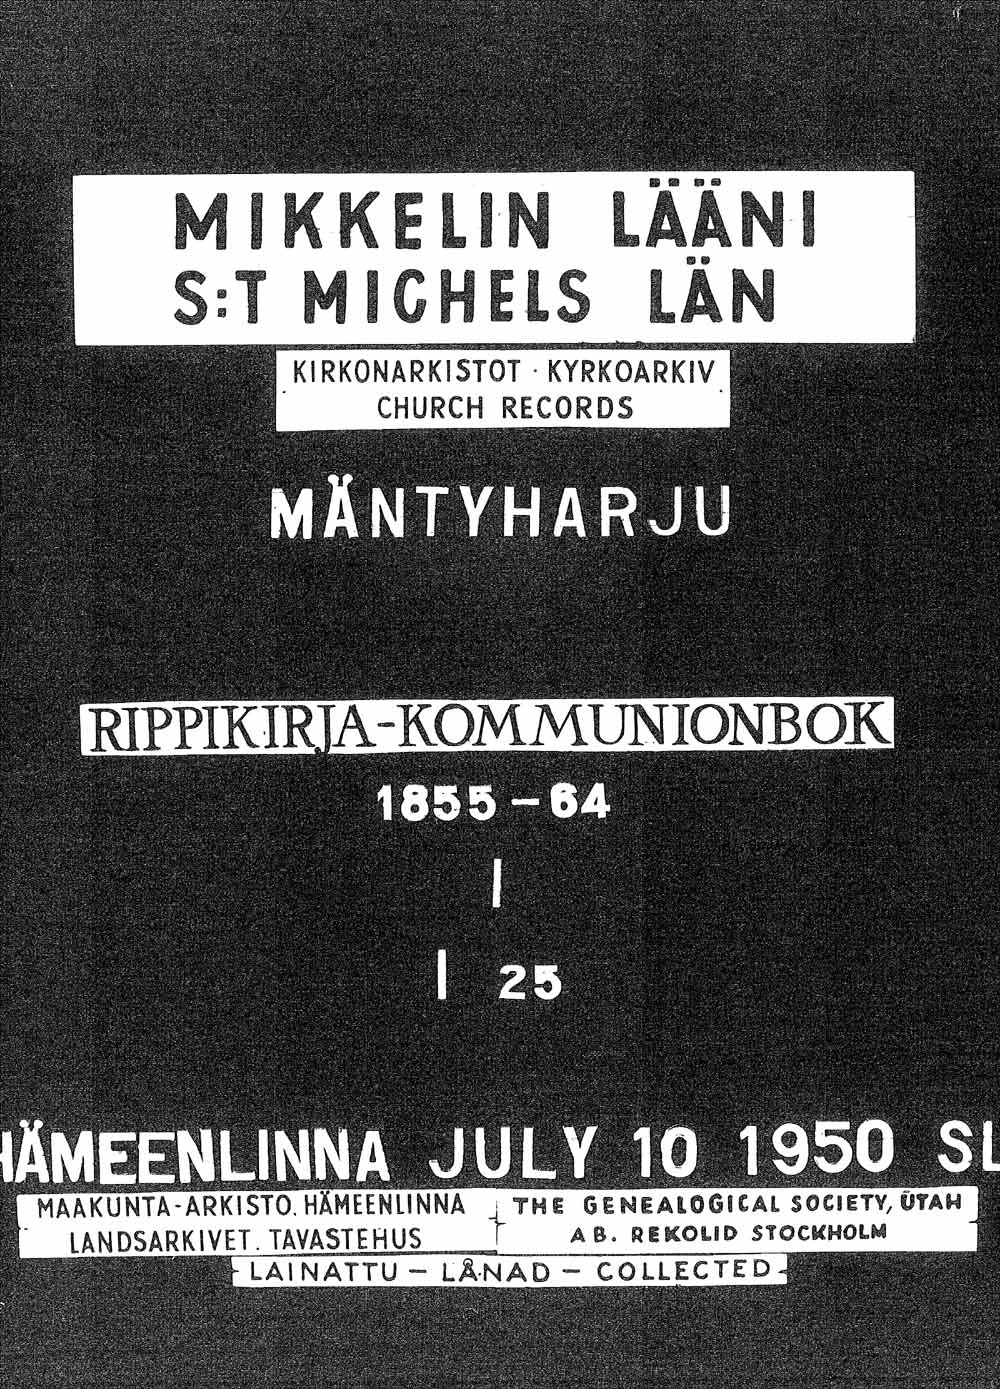 MIKKELIN LÄÄNI
S:T MICHELS LÄN
KIRKONARKISTOT · KYRKOARKIV
CHURCH RECORDS
MÄNTYHARJU
RIPPIKIRJA-KOMMUNIONBOK
1855 – 64
I
I 25
HÄMEENLINNA JULY 10 1950 SL
MAAKUNTA-ARKISTO. HÄMEENLINNA
LANDSARKIVET. TAVASTEHUS
THE GENEALOGICAL SOCIETY, UTAH
AB. REKOLID STOCKHOLM
LAINATTU – LÅNAD – COLLECTED